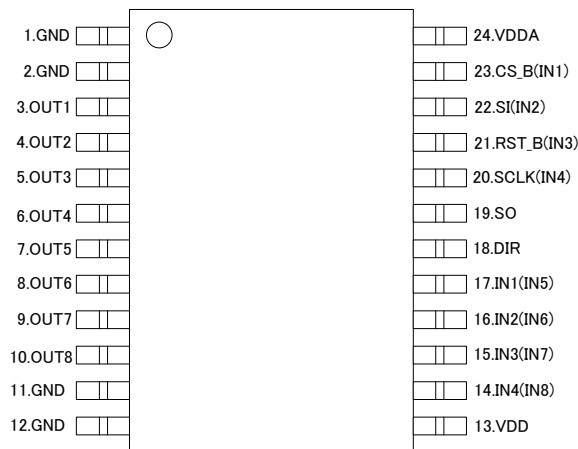 1.GND
2.GND
3.OUT1
4.OUT2
5.OUT3
6.OUT4
7.OUT5
8.OUT6
9.OUT7
10.OUT8
11.GND
12.GND
24.VDDA
23.CS_B(IN1)
22.SI(IN2)
21.RST_B(IN3)
20.SCLK(IN4)
19.SO
18.DIR
17.IN1(IN5)
16.IN2(IN6)
15.IN3(IN7)
14.IN4(IN8)
13.VDD